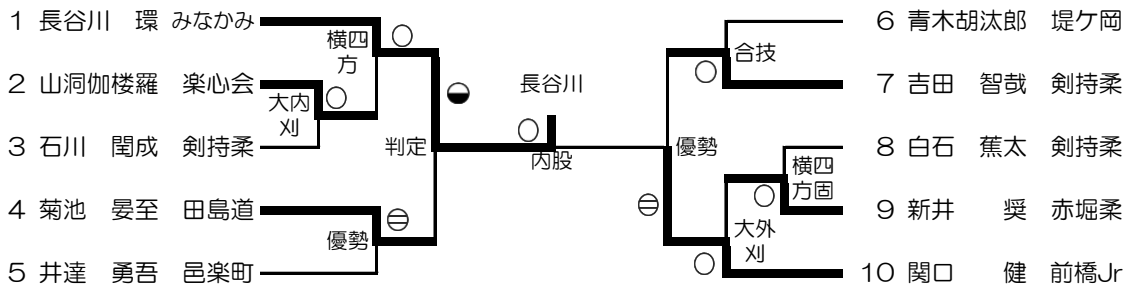 1 長谷川 環 みなかみ
2 山洞伽楼羅 楽心会
3 石川 閏成 剣持柔
4 菊池 晏至 田島道
5 井達 勇吾 邑楽町
横四
方
大内
刈
判定
優勢
長谷川
内股
優勢
合技
横四
方固
大外
刈
6 青木胡汰郎 堤ケ岡
7 吉田 智哉 剣持柔
8 白石 蕉太 剣持柔
9 新井 奨 赤堀柔
10 関口 健 前橋Jr